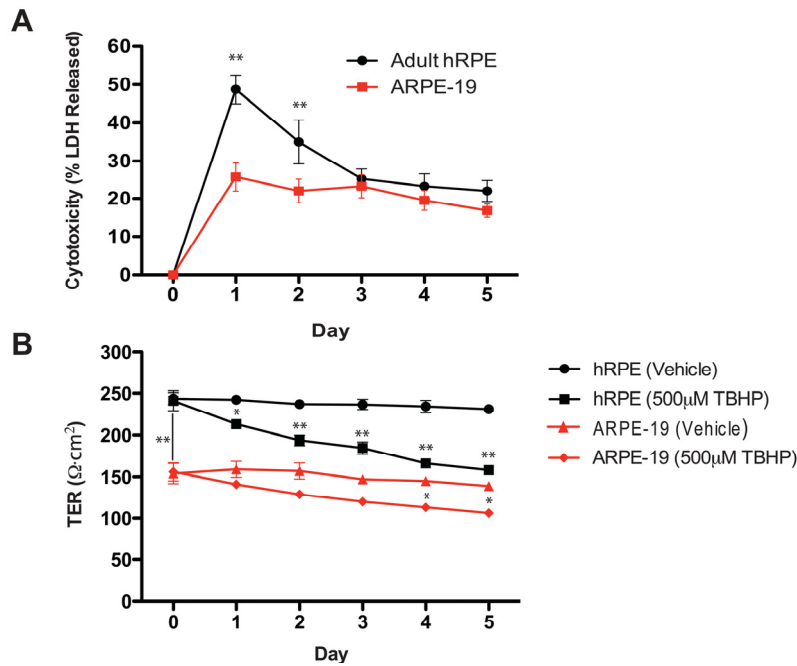 A
60
50
40
30
20
10
0
Cytotoxicity (% LDH Released)
**
**
Adult hRPE
ARPE-19
0 1 2 3 4 5
Day
B
300
250
200
150
100
50
0
TER (Ω·cm²)
**
*
**
**
**
**
*
*
0 1 2 3 4 5
Day
hRPE (Vehicle)
hRPE (500μM TBHP)
ARPE-19 (Vehicle)
ARPE-19 (500μM TBHP)